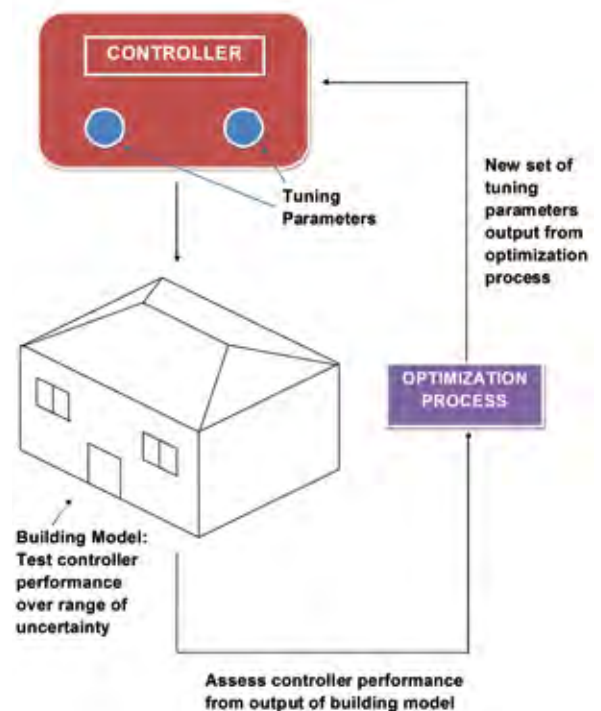 CONTROLLER
Tuning
Parameters
New set of
tuning
parameters
output from
optimization
process
OPTIMIZATION
PROCESS
Building Model:
Test controller
performance
over range of
uncertainty
Assess controller performance
from output of building model